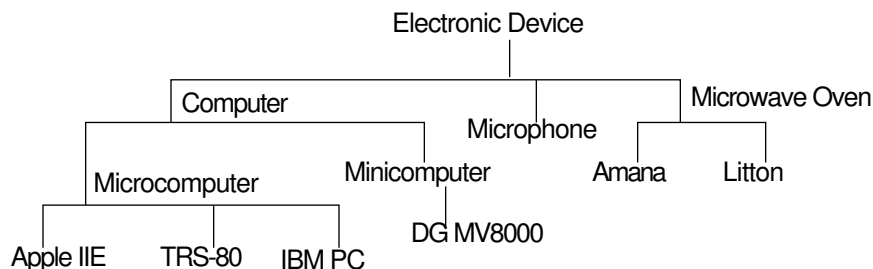 Electronic Device
Computer
Microwave Oven
Microphone
Microcomputer
Minicomputer
Amana
Litton
Apple IIE
TRS-80
IBM PC
DG MV8000